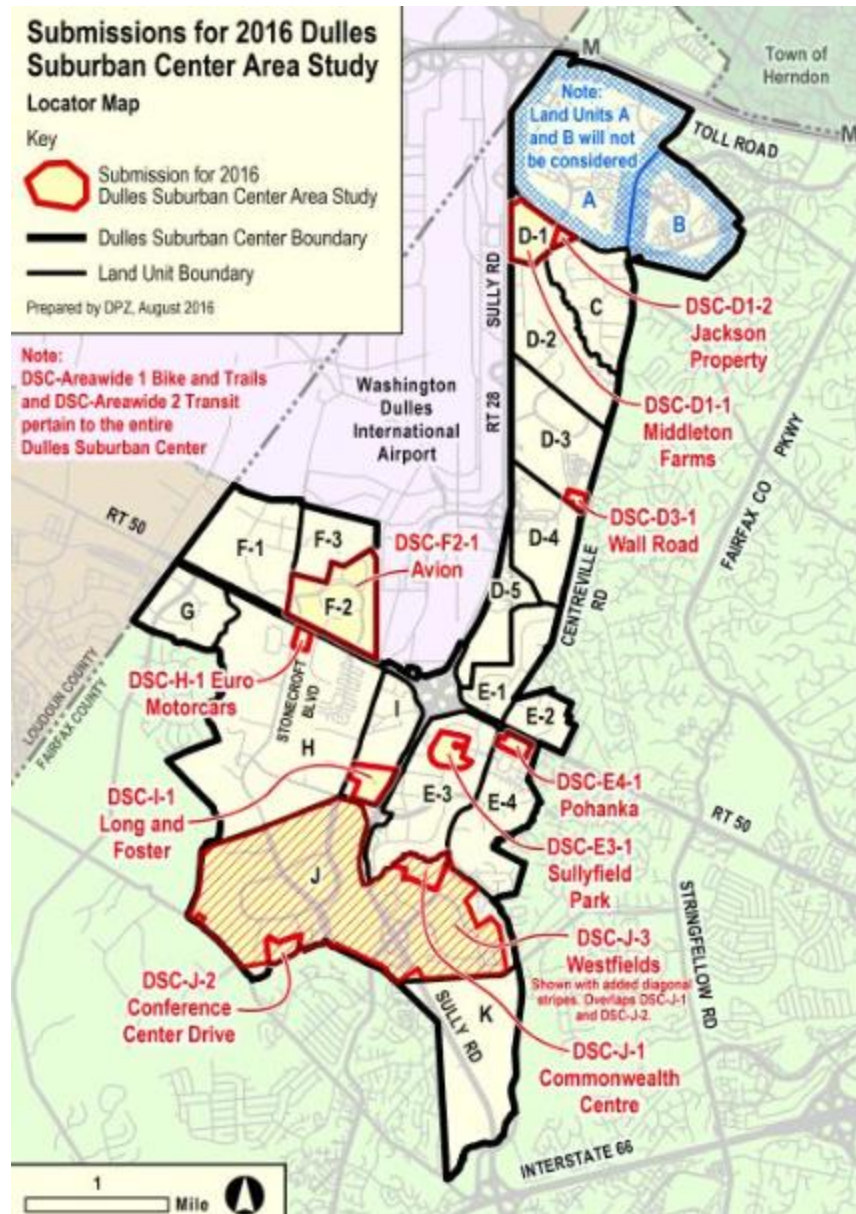 Submissions for 2016 Dulles
Suburban Center Area Study
Locator Map
Key
Submission for 2016
Dulles Suburban Center Area Study
Dulles Suburban Center Boundary
Land Unit Boundary
Prepared by DPZ, August 2016
Note:
DSC-Areawide 1 Bike and Trails
and DSC-Areawide 2 Transit
pertain to the entire
Dulles Suburban Center
M
Town of
Herndon
Note:
Land Units A
and B will not
be considered
TOLL ROAD
M
A
B
D-1
C
SULLY RD
D-2
DSC-D1-2
Jackson
Property
Washington
Dulles
International
Airport
RT 28
DSC-D1-1
Middleton
Farms
D-3
FAIRFAX CO PKWY
RT 50
DSC-D3-1
Wall Road
F-1
F-3
DSC-F2-1
Avion
D-4
F-2
D-5
CENTREVILLE
RD
G
DSC-H-1 Euro
Motorcars
STONECROFT
BLVD
LOUDOUN COUNTY
FAIRFAX COUNTY
I
E-1
E-2
H
DSC-E4-1
Pohanka
RT 50
DSC-I-1
Long and
Foster
E-3
E-4
DSC-E3-1
Sullyfield
Park
J
STRINGFELLOW RD
DSC-J-3
Westfields
Shown with added diagonal
stripes. Overlaps DSC-J-1
and DSC-J-2.
DSC-J-2
Conference
Center Drive
SULLY RD
K
DSC-J-1
Commonwealth
Centre
INTERSTATE 66
1
Mile